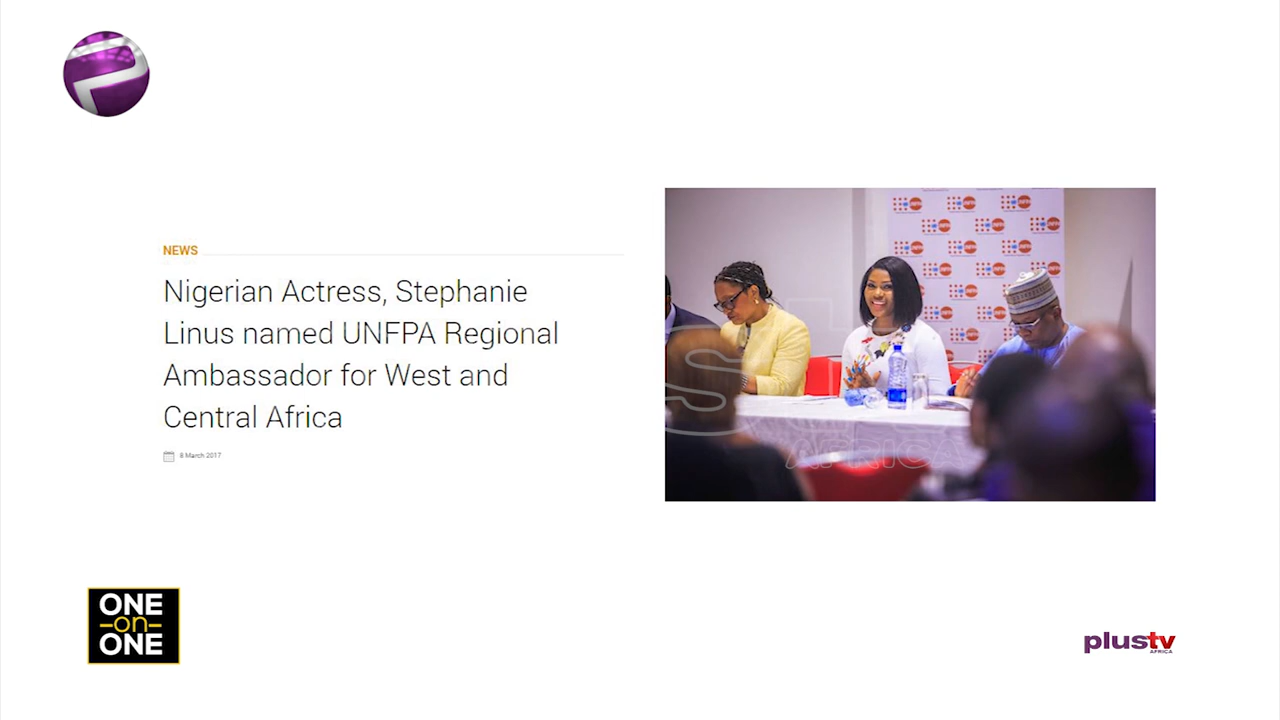 NEWS
Nigerian Actress, Stephanie
Linus named UNFPA Regional
Ambassador for West and
Central Africa
8 March 2017
AFRICA
ONE
-on-
ONE
plustv
AFRICA